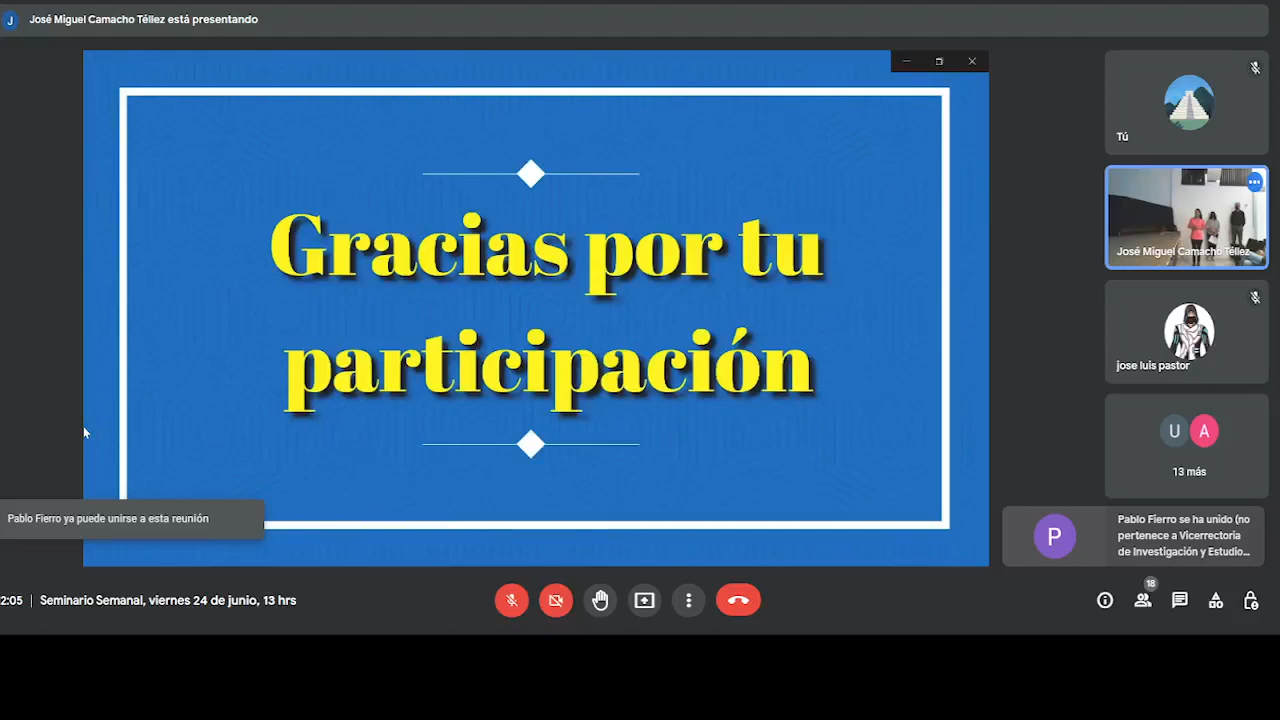 J
José Miguel Camacho Téllez está presentando
Gracias por tu
participación
Tú
José Miguel Camacho Téllez
jose luis pastor
U
A
13 más
Pablo Fierro ya puede unirse a esta reunión
P
Pablo Fierro se ha unido (no
pertenece a Vicerrectoria
de Investigación y Estudio...
2:05
Seminario Semanal, viernes 24 de junio, 13 hrs
18